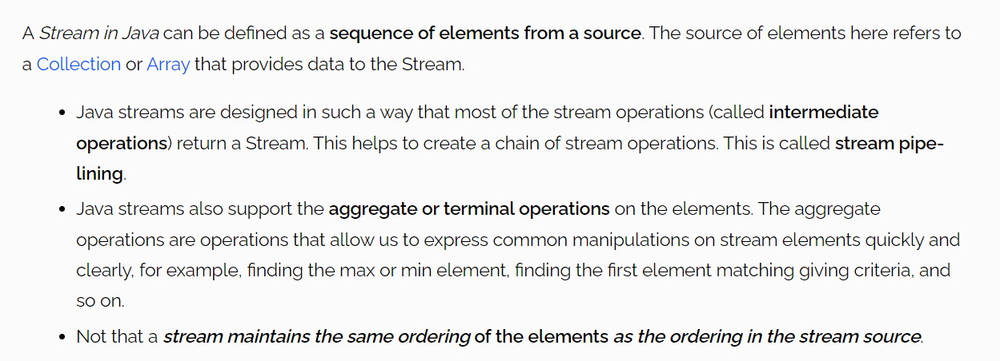 A Stream in Java can be defined as a sequence of elements from a source. The source of elements here refers to
a Collection or Array that provides data to the Stream.
• Java streams are designed in such a way that most of the stream operations (called intermediate
operations) return a Stream. This helps to create a chain of stream operations. This is called stream pipe-
lining.
• Java streams also support the aggregate or terminal operations on the elements. The aggregate
operations are operations that allow us to express common manipulations on stream elements quickly and
clearly, for example, finding the max or min element, finding the first element matching giving criteria, and
so on.
• Not that a stream maintains the same ordering of the elements as the ordering in the stream source.